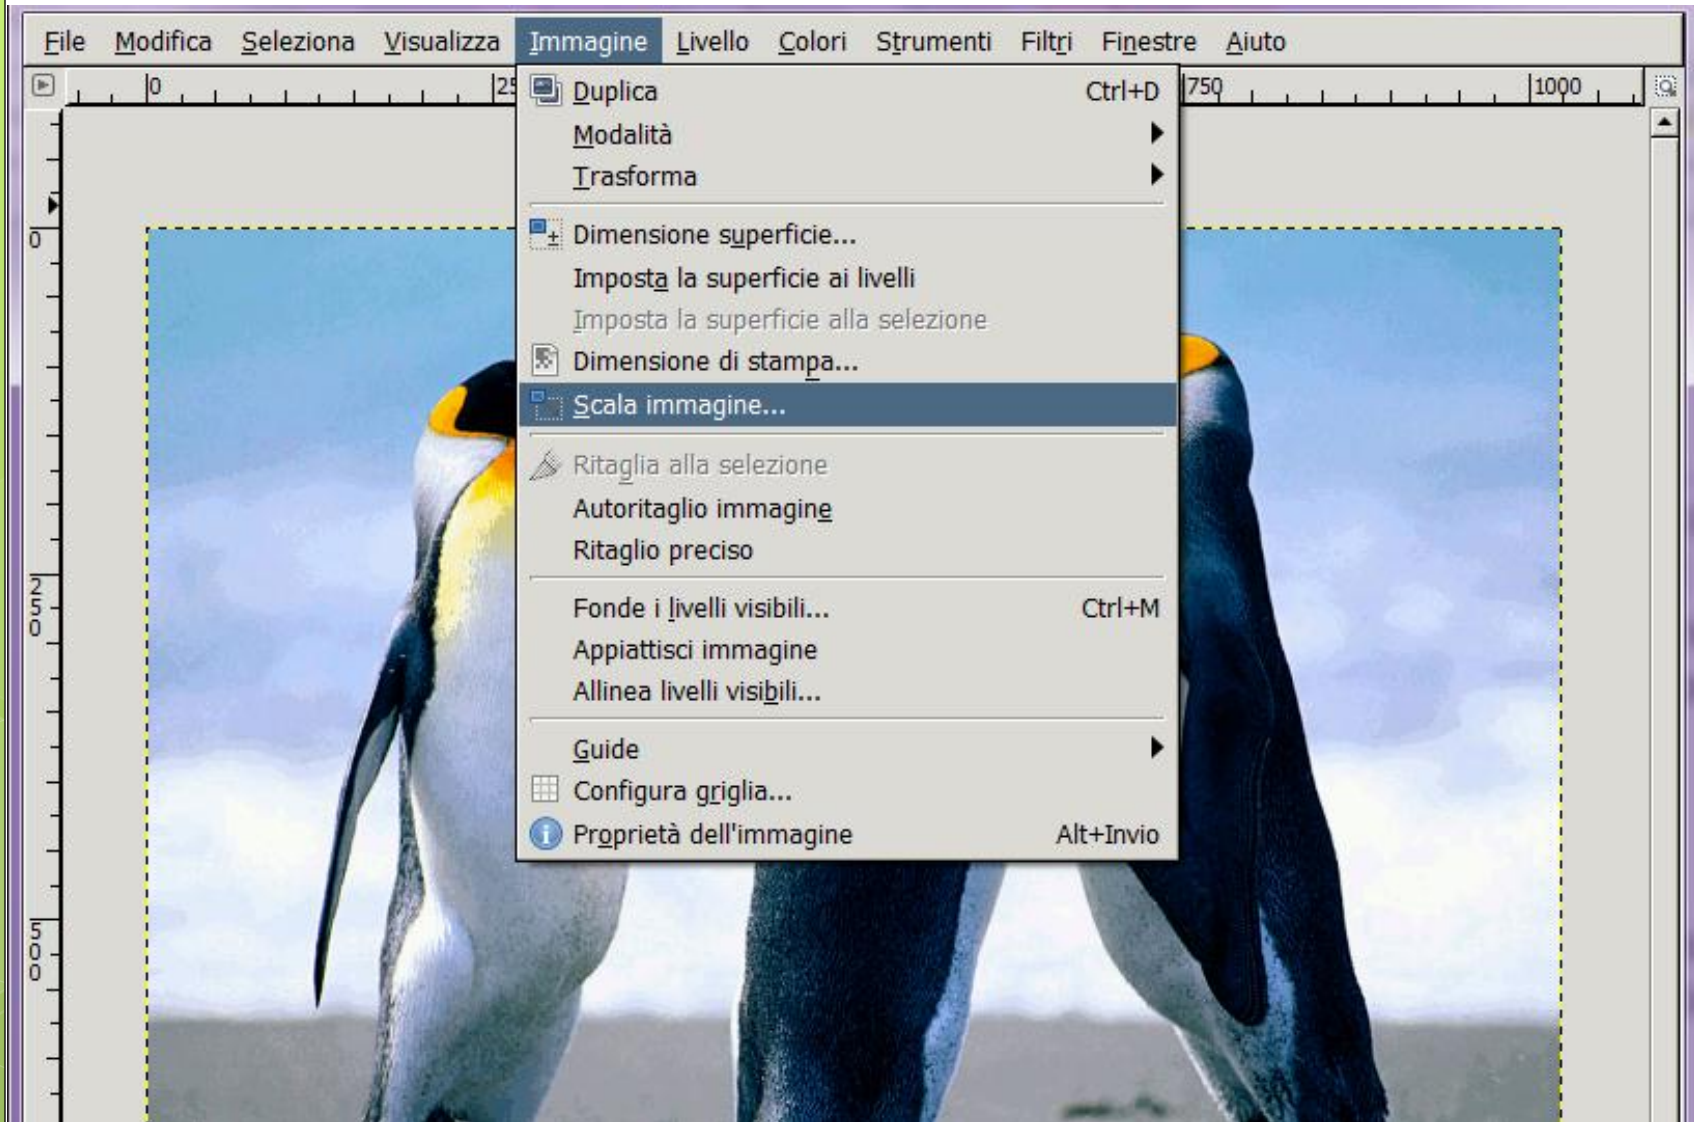 File Modifica Seleziona Visualizza Immagine Livello Colori Strumenti Filtri Finestre Aiuto
0 25 750 1000
Duplica Ctrl+D
Modalità
Trasforma
0
Dimensione superficie...
Imposta la superficie ai livelli
Imposta la superficie alla selezione
Dimensione di stampa...
Scala immagine...
Ritaglia alla selezione
Autoritaglio immagine
Ritaglio preciso
250
Fonde i livelli visibili... Ctrl+M
Appiattisci immagine
Allinea livelli visibili...
Guide
Configura griglia...
Proprietà dell'immagine Alt+Invio
500